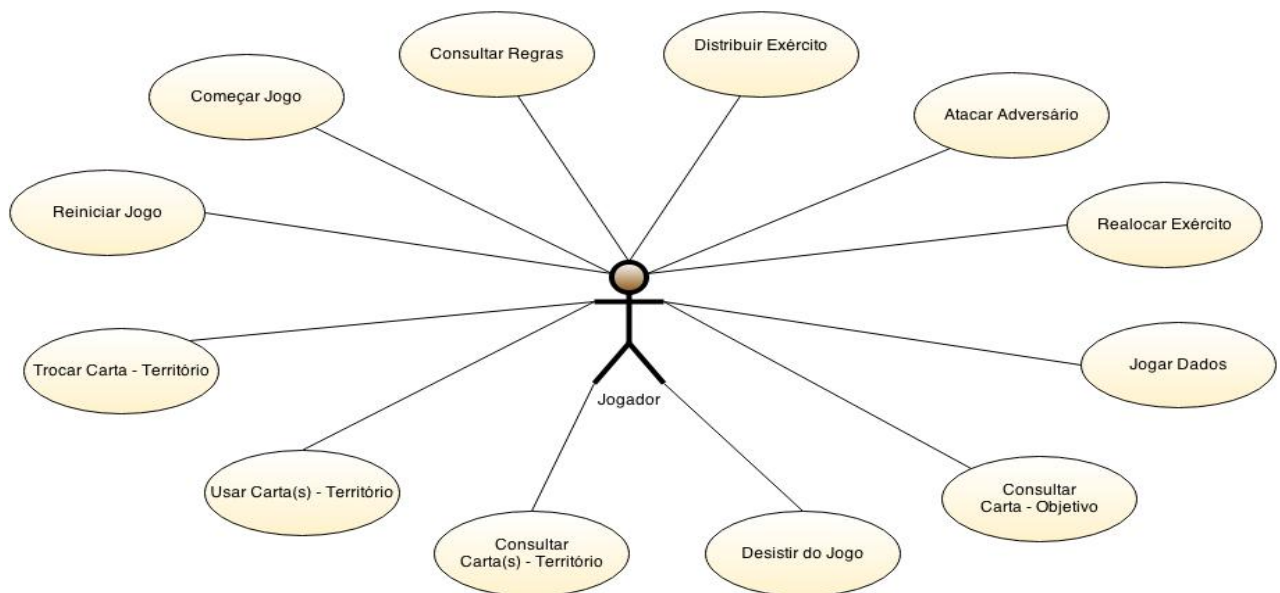 Distribuir Exército
Consultar Regras
Começar Jogo
Atacar Adversário
Reiniciar Jogo
Realocar Exército
Trocar Carta - Território
Jogar Dados
Jogador
Usar Carta(s) - Território
Consultar
Carta - Objetivo
Consultar
Carta(s) - Território
Desistir do Jogo